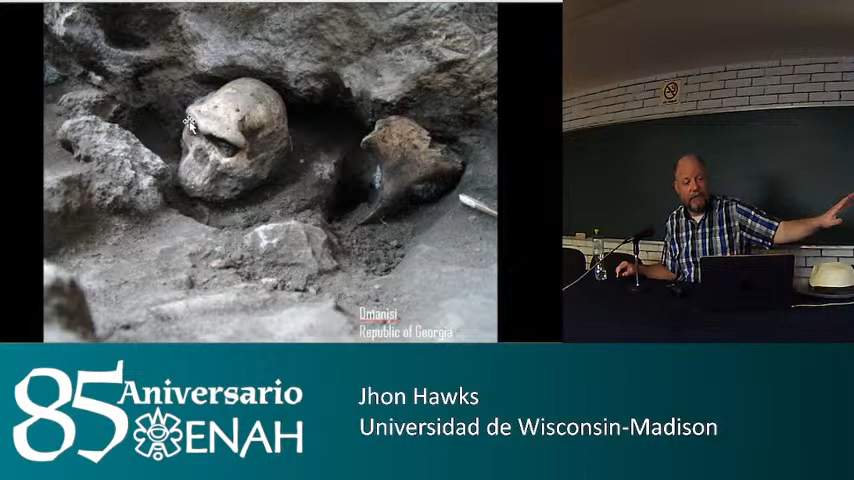 Dmanisi
Republic of Georgia
85 Aniversario
ENAH
Jhon Hawks
Universidad de Wisconsin-Madison